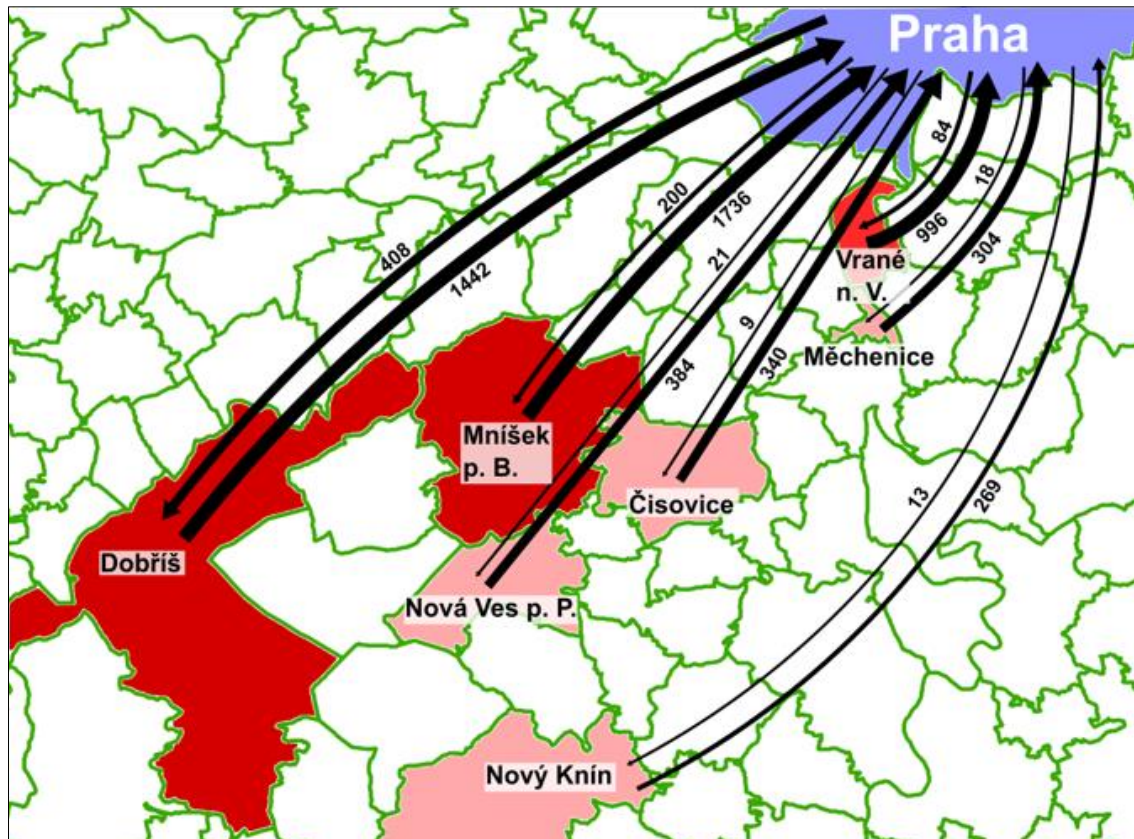 Praha
84
18
200
1736
996
304
Vrané
n. V.
408
1442
21
9
340
384
Měchenice
Mníšek
p. B.
Čisovice
13
269
Dobříš
Nová Ves p. P.
Nový Knín